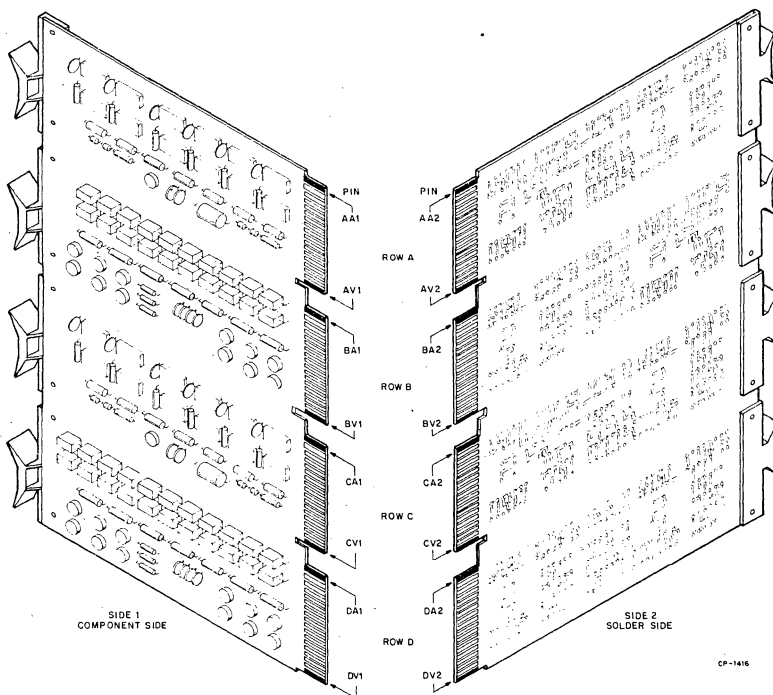 PIN PIN
AA1 AA2
ROW A
AV1 AV2
BA1 BA2
ROW B
BV1 BV2
CA1 CA2
ROW C
CV1 CV2
DA1 DA2
SIDE 1
COMPONENT SIDE
SIDE 2
SOLDER SIDE
ROW D
DV1 DV2
CP-1416